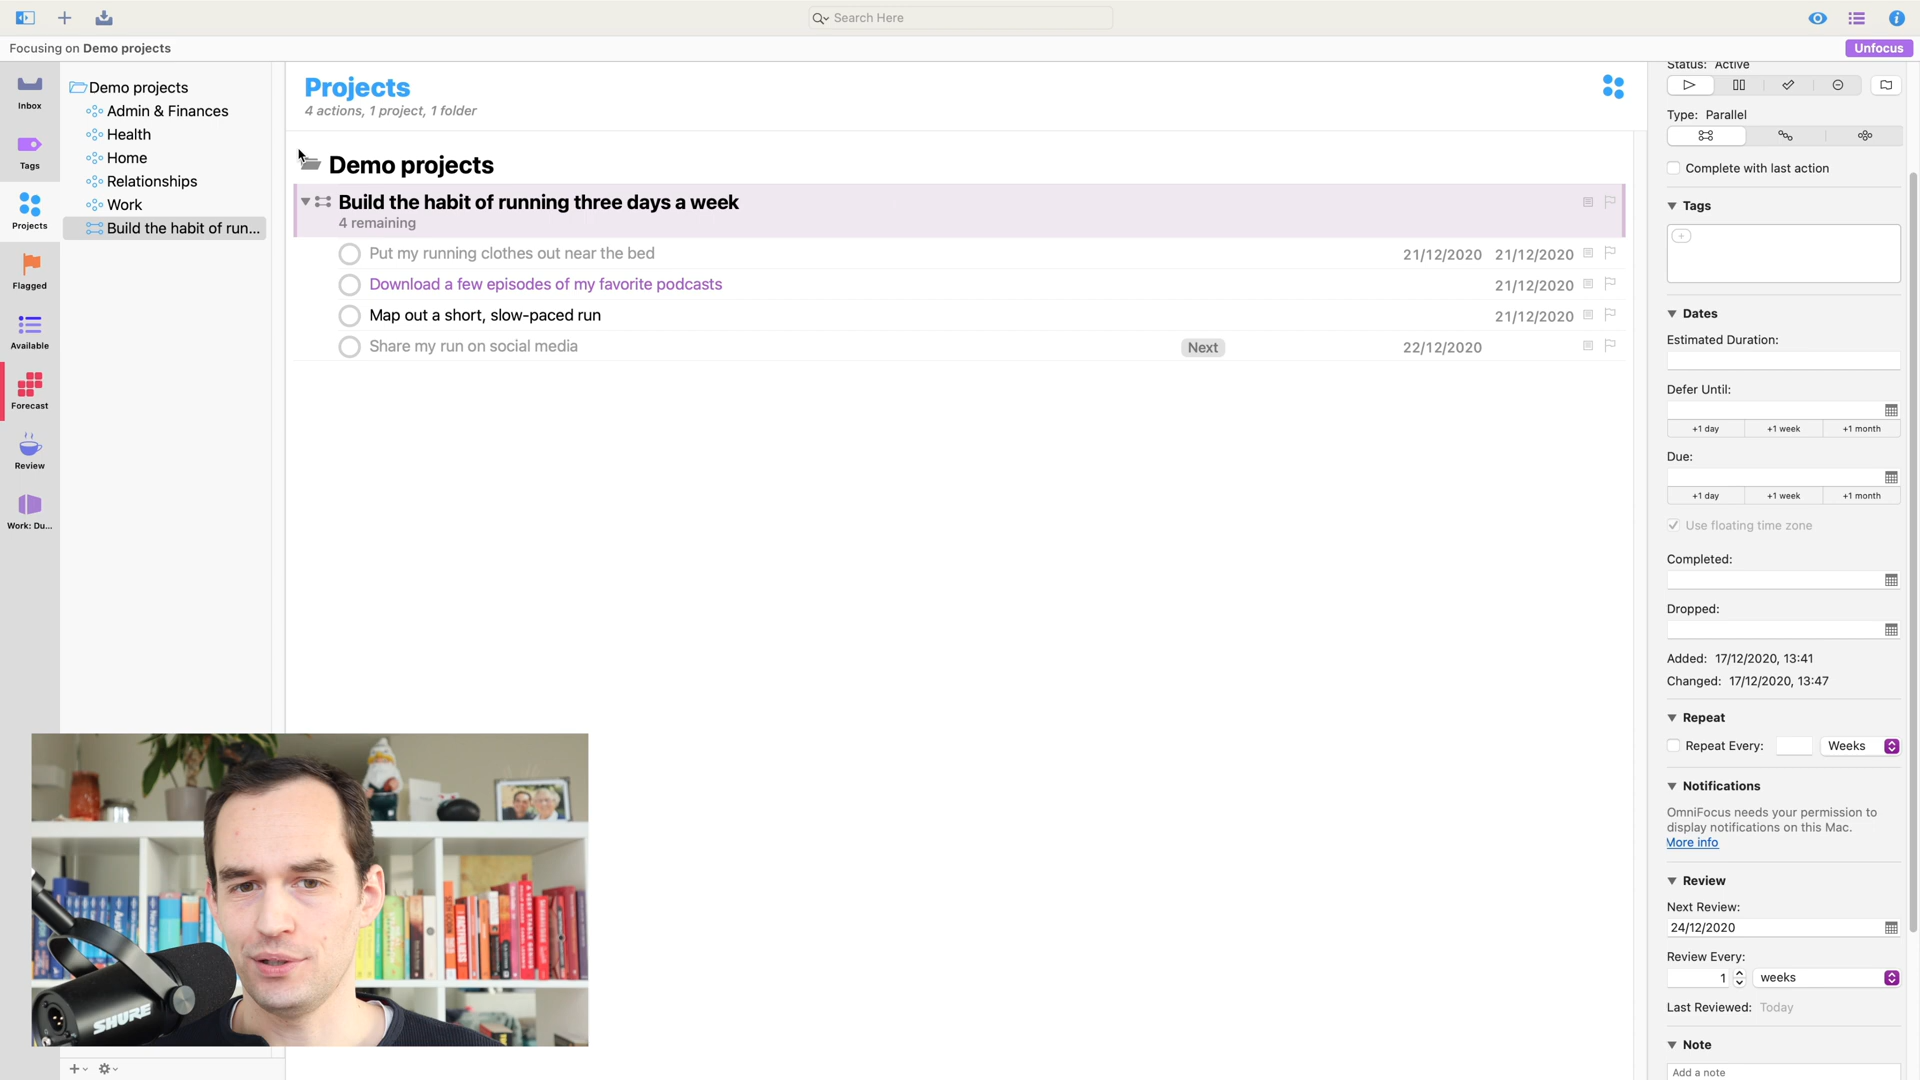 Search Here
Focusing on Demo projects
Unfocus
Inbox
Tags
Projects
Flagged
Available
Forecast
Review
Work: Du...
Demo projects
Admin & Finances
Health
Home
Relationships
Work
Build the habit of run...
Projects
4 actions, 1 project, 1 folder
Demo projects
Build the habit of running three days a week
4 remaining
Put my running clothes out near the bed 21/12/2020 21/12/2020
Download a few episodes of my favorite podcasts 21/12/2020
Map out a short, slow-paced run 21/12/2020
Share my run on social media Next 22/12/2020
Status: Active
Type: Parallel
Complete with last action
Tags
Dates
Estimated Duration:
Defer Until:
+1 day +1 week +1 month
Due:
+1 day +1 week +1 month
Use floating time zone
Completed:
Dropped:
Added: 17/12/2020, 13:41
Changed: 17/12/2020, 13:47
Repeat
Repeat Every: Weeks
Notifications
OmniFocus needs your permission to
display notifications on this Mac.
More info
Review
Next Review:
24/12/2020
Review Every:
1 weeks
Last Reviewed: Today
Note
Add a note
SHURE